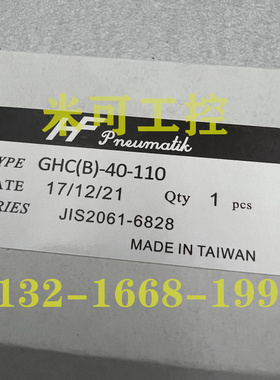 米可工控
Pneumatik
YPE GHC(B)-40-110
ATE 17/12/21 Qty 1 pcs
RIES JIS2061-6828
MADE IN TAIWAN
132-1668-199